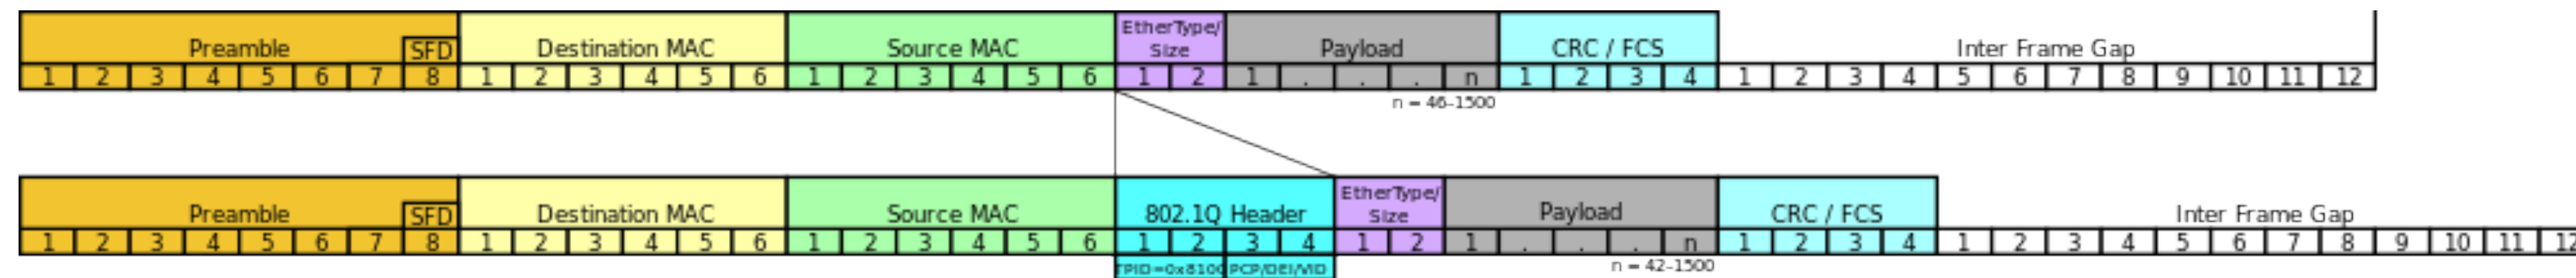 EtherType/
Preamble SFD Destination MAC Source MAC Size Payload CRC / FCS Inter Frame Gap
1 2 3 4 5 6 7 8 1 2 3 4 5 6 1 2 3 4 5 6 1 2 1 . . . n 1 2 3 4 1 2 3 4 5 6 7 8 9 10 11 12
n = 46-1500
EtherType/
Preamble SFD Destination MAC Source MAC 802.1Q Header Size Payload CRC / FCS Inter Frame Gap
1 2 3 4 5 6 7 8 1 2 3 4 5 6 1 2 3 4 5 6 1 2 3 4 1 2 1 . . . n 1 2 3 4 1 2 3 4 5 6 7 8 9 10 11 12
TPID=0x8100 PCP/DEI/VID n = 42-1500